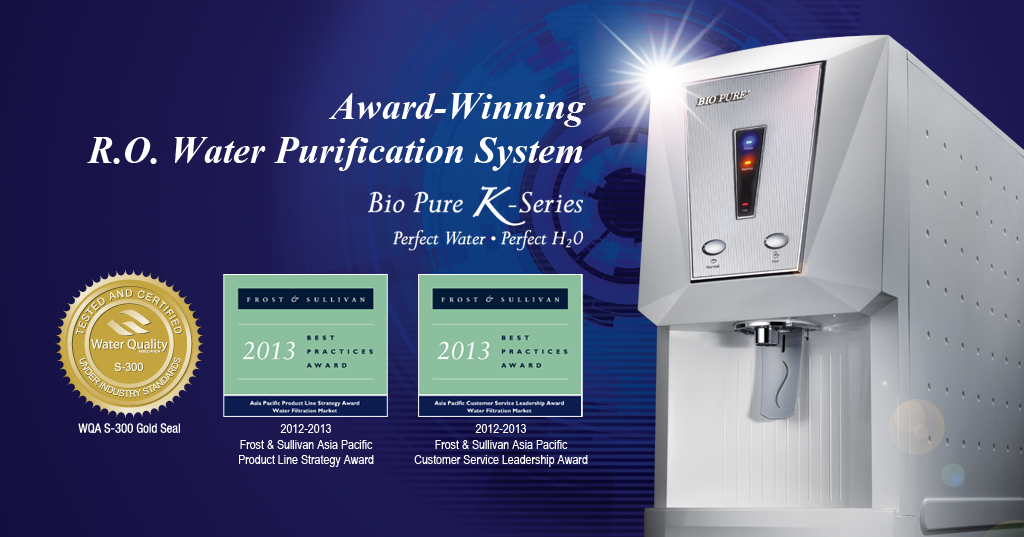 Award-Winning
R.O. Water Purification System
Bio Pure K-Series
Perfect Water • Perfect H₂O
BIO PURE
Normal
Hot
TESTED AND CERTIFIED
Water Quality
ASSOCIATION
S-300
UNDER INDUSTRY STANDARDS
WQA S-300 Gold Seal
FROST & SULLIVAN
2013
BEST
PRACTICES
AWARD
Asia Pacific Product Line Strategy Award
Water Filtration Market
2012-2013
Frost & Sullivan Asia Pacific
Product Line Strategy Award
FROST & SULLIVAN
2013
BEST
PRACTICES
AWARD
Asia Pacific Customer Service Leadership Award
Water Filtration Market
2012-2013
Frost & Sullivan Asia Pacific
Customer Service Leadership Award